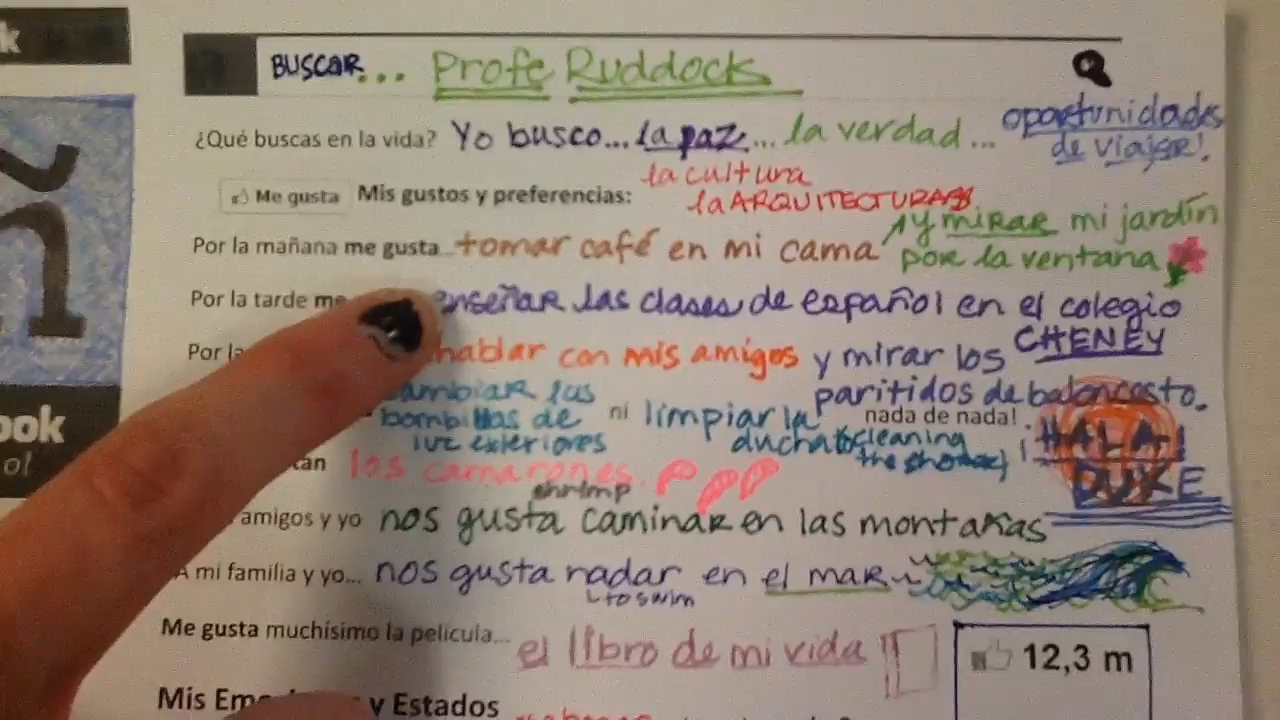 k
BUSCAR... Profe Ruddock
¿Qué buscas en la vida? Yo busco... la paz... la verdad... oportunidades de viajar!
la cultura
la ARQUITECTURA
Me gusta Mis gustos y preferencias:
Por la mañana me gusta... tomar café en mi cama y mirar mi jardín por la ventana
Por la tarde me enseñar las clases de español en el colegio CHENEY
Por la hablar con mis amigos y mirar los paritidos de baloncesto.
cambiar las bombillas de luz exteriores ni limpiar la ducha nada de nada!
cleaning the shower
¡HALA! DUKE
tan los camarones
shrimp
amigos y yo nos gusta caminar en las montañas
A mi familia y yo... nos gusta nadar en el mar
to swim
Me gusta muchísimo la película... el libro de mi vida
12,3 m
Mis y Estados
ook
o!